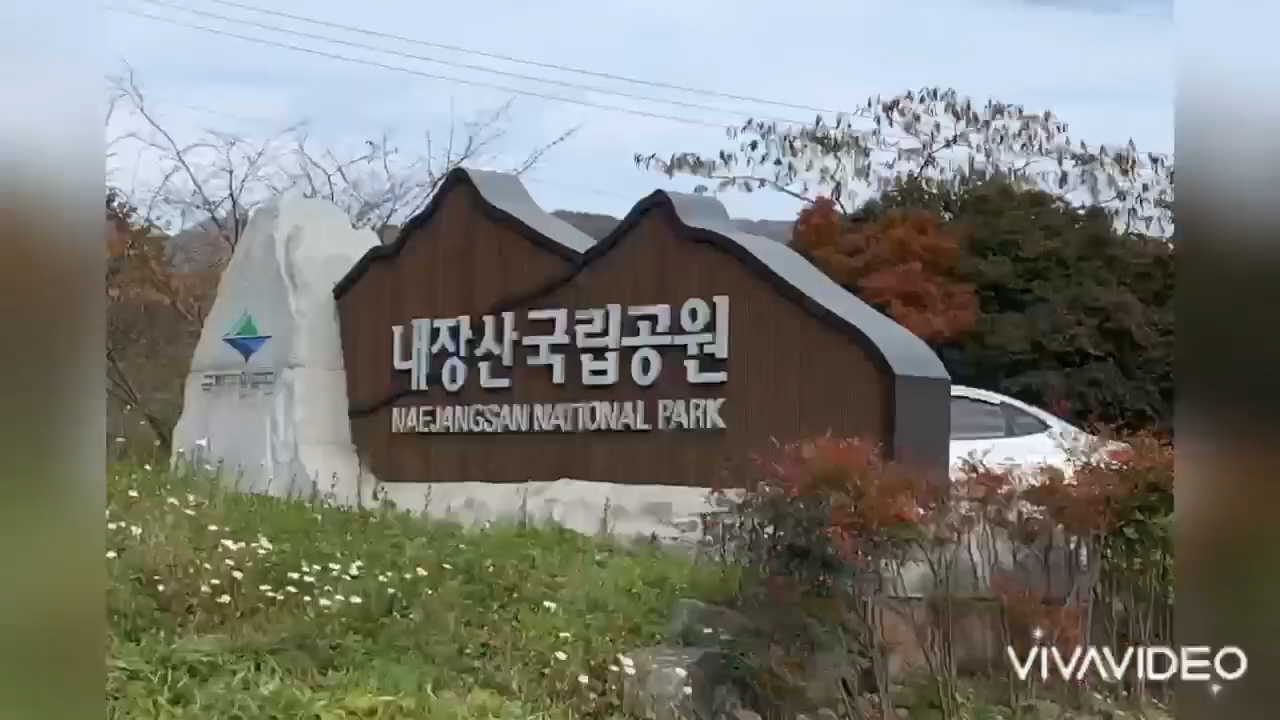 내장산국립공원
NAEJANGSAN NATIONAL PARK
VIVAVIDEO